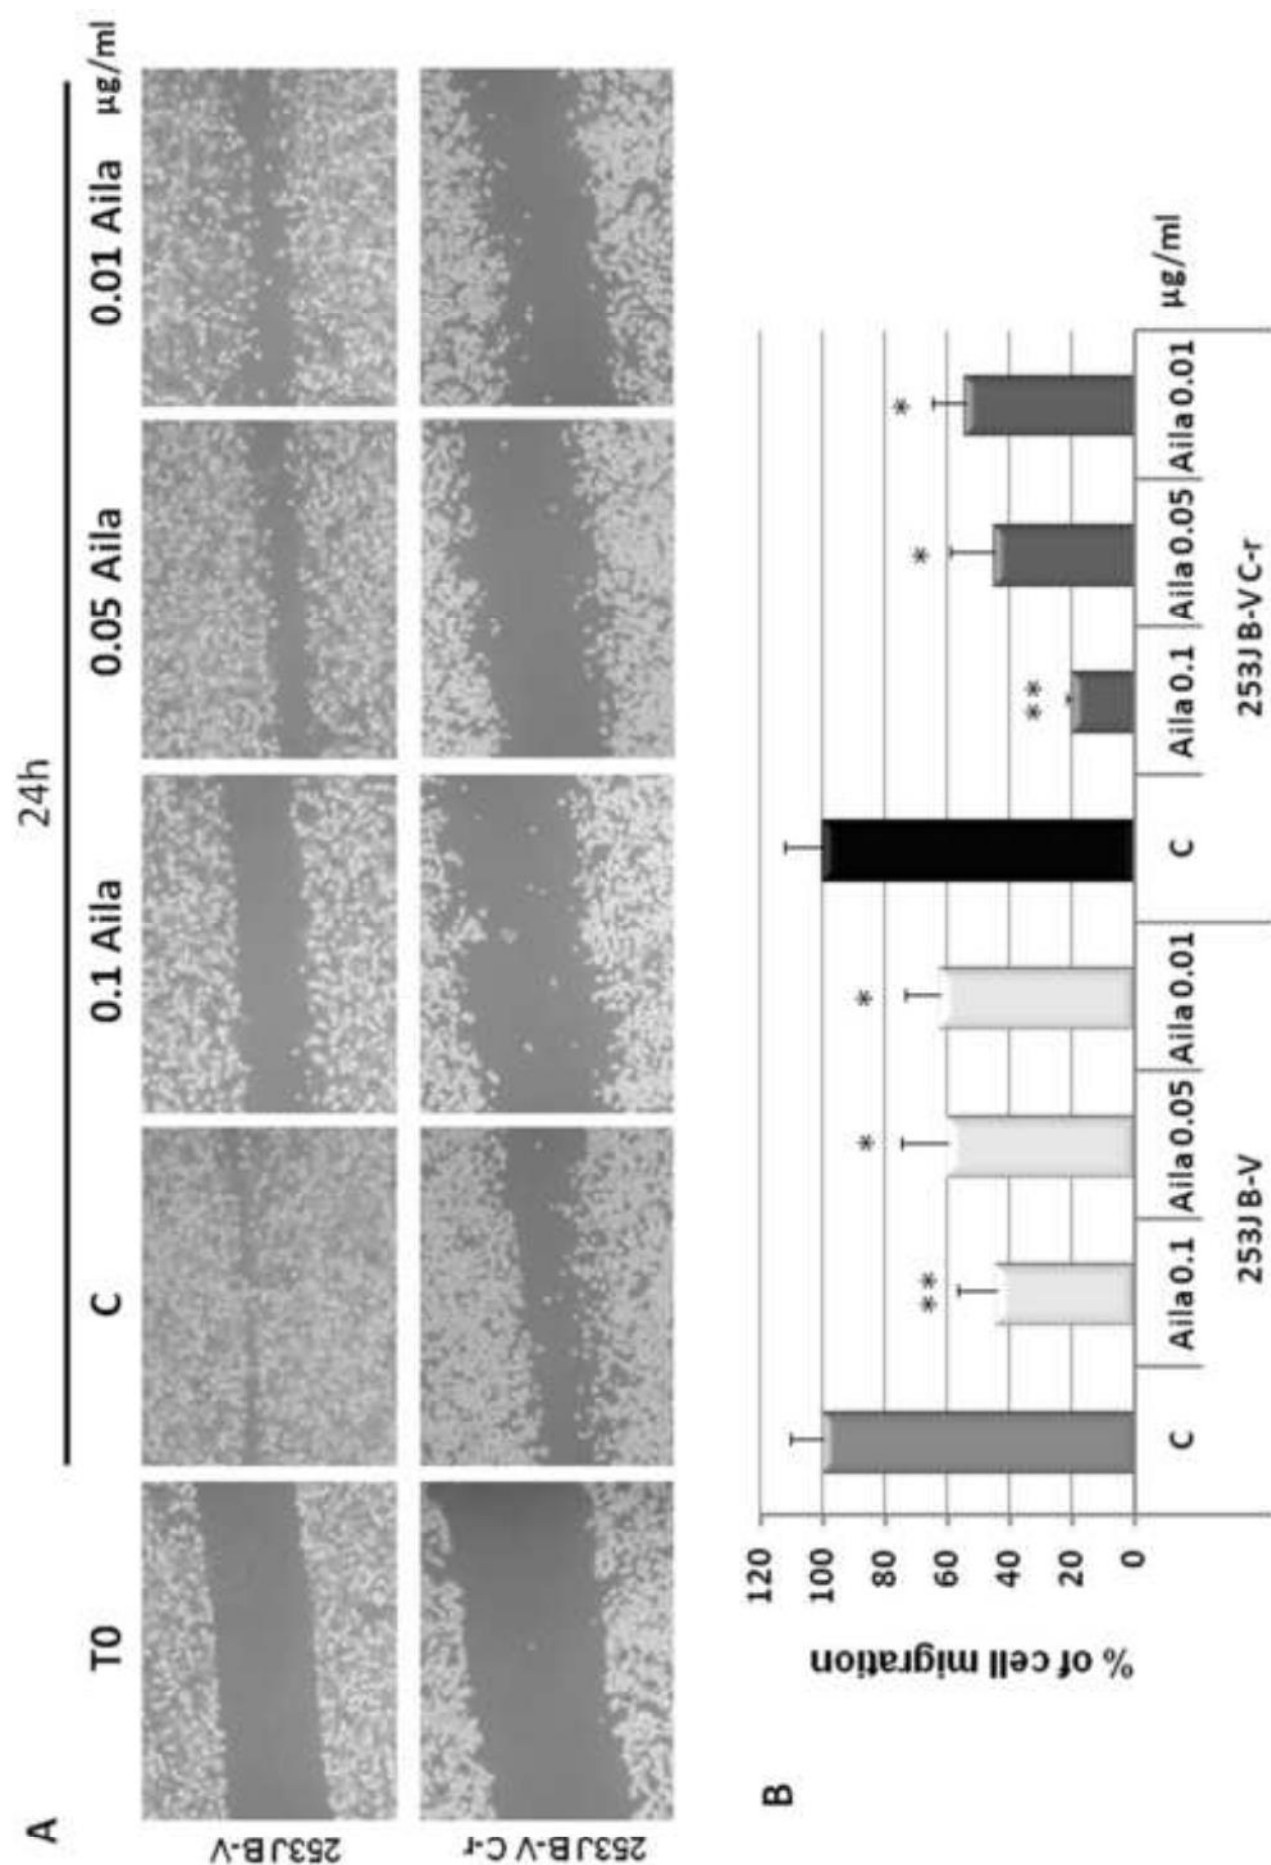 A
24h
T0 C 0.1 Aila 0.05 Aila 0.01 Aila µg/ml
253J B-V
253J B-V C-r
B
% of cell migration
120
100
80
60
40
20
0
** * * ** * *
C Aila 0.1 Aila 0.05 Aila 0.01 C Aila 0.1 Aila 0.05 Aila 0.01 µg/ml
253J B-V 253J B-V C-r